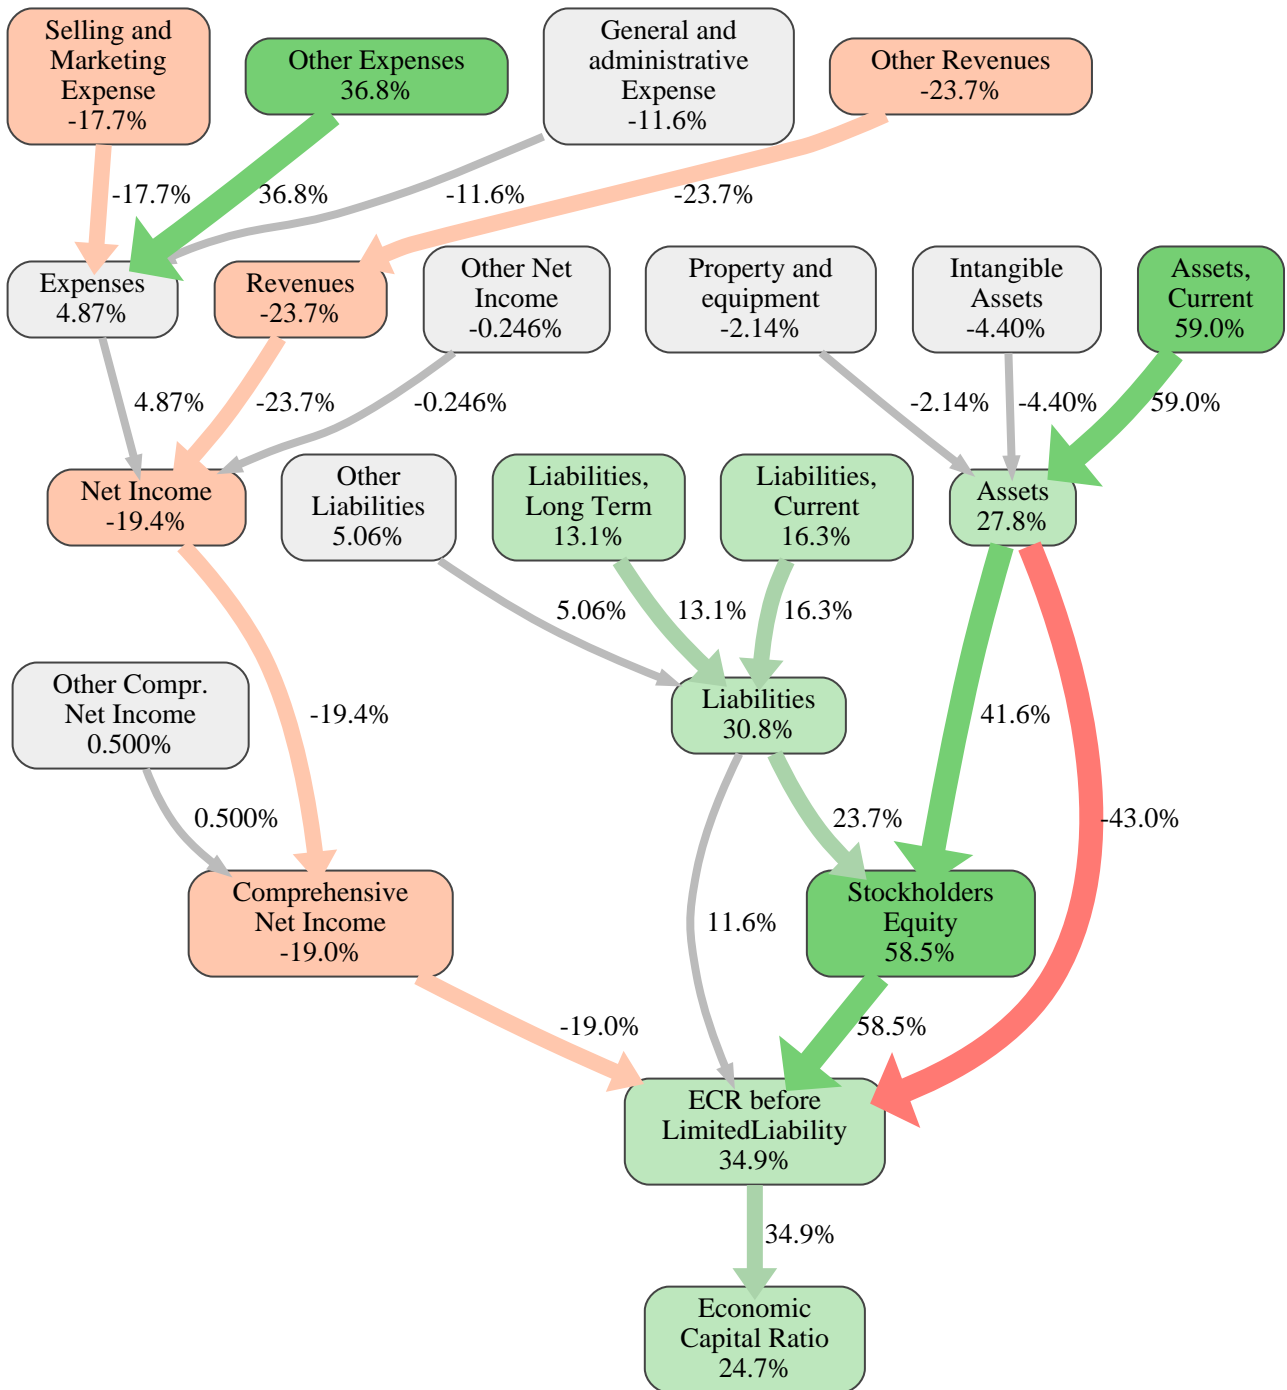 Selling and
Marketing
Expense
-17.7%
Other Expenses
36.8%
General and
administrative
Expense
-11.6%
Other Revenues
-23.7%
-17.7%
36.8%
-11.6%
-23.7%
Expenses
4.87%
Revenues
-23.7%
Other Net
Income
-0.246%
Property and
equipment
-2.14%
Intangible
Assets
-4.40%
Assets,
Current
59.0%
4.87%
-23.7%
-0.246%
-2.14%
-4.40%
59.0%
Net Income
-19.4%
Other
Liabilities
5.06%
Liabilities,
Long Term
13.1%
Liabilities,
Current
16.3%
Assets
27.8%
5.06%
13.1%
16.3%
Other Compr.
Net Income
0.500%
-19.4%
Liabilities
30.8%
41.6%
0.500%
23.7%
-43.0%
Comprehensive
Net Income
-19.0%
11.6%
Stockholders
Equity
58.5%
-19.0%
58.5%
ECR before
LimitedLiability
34.9%
34.9%
Economic
Capital Ratio
24.7%